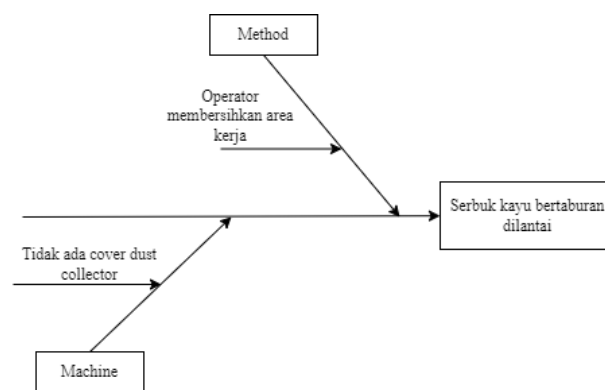 Method
Operator
membersihkan area
kerja
Serbuk kayu bertaburan
dilantai
Tidak ada cover dust
collector
Machine